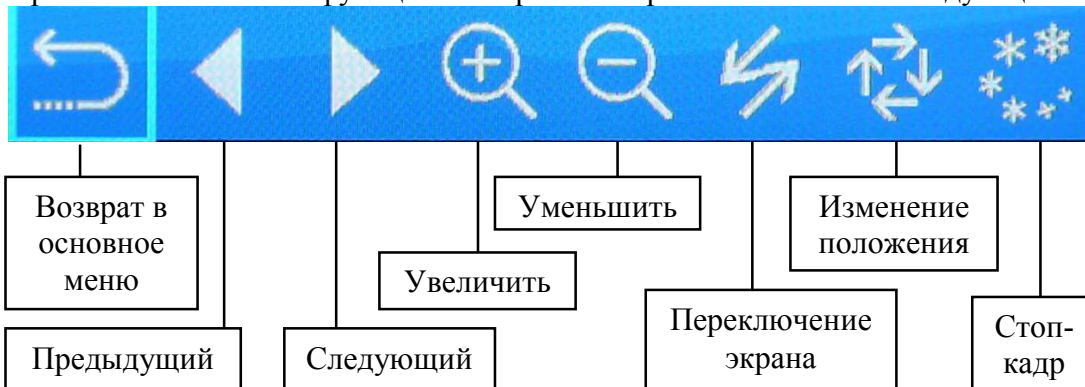 Возврат в
основное
меню
Предыдущий
Следующий
Увеличить
Уменьшить
Переключение
экрана
Изменение
положения
Стоп-
кадр